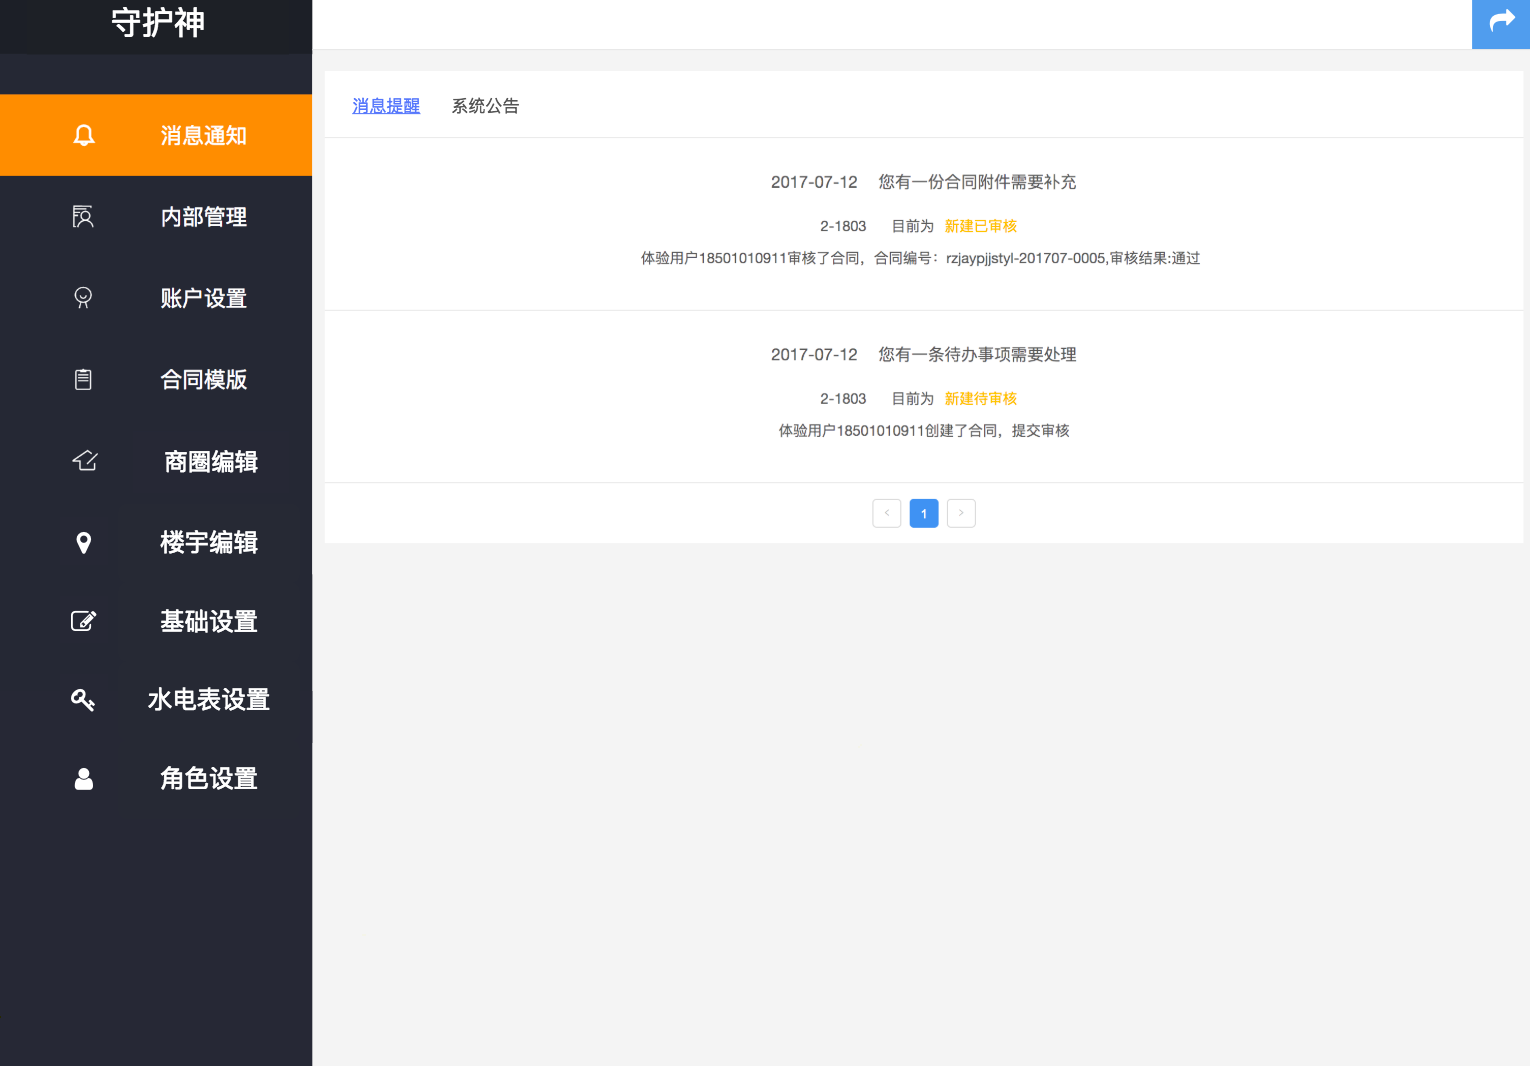 守护神
消息通知
内部管理
账户设置
合同模版
商圈编辑
楼宇编辑
基础设置
水电表设置
角色设置
消息提醒 系统公告
2017-07-12 您有一份合同附件需要补充
2-1803 目前为 新建已审核
体验用户18501010911审核了合同，合同编号：rzjaypjjstyl-201707-0005,审核结果:通过
2017-07-12 您有一条待办事项需要处理
2-1803 目前为 新建待审核
体验用户18501010911创建了合同，提交审核
< 1 >